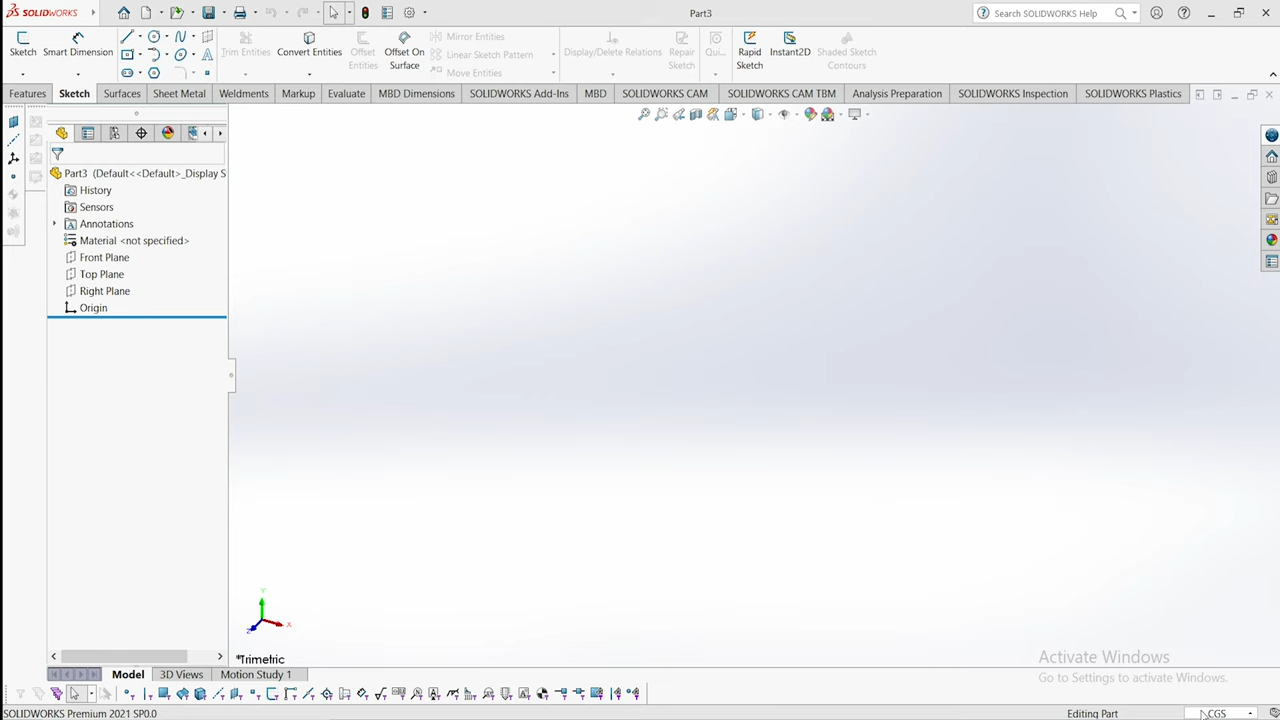 SOLIDWORKS
Part3
Search SOLIDWORKS Help
Sketch
Smart Dimension
Trim Entities
Convert Entities
Offset Entities
Offset On Surface
Mirror Entities
Linear Sketch Pattern
Move Entities
Display/Delete Relations
Repair Sketch
Qui...
Rapid Sketch
Instant2D
Shaded Sketch Contours
Features
Sketch
Surfaces
Sheet Metal
Weldments
Markup
Evaluate
MBD Dimensions
SOLIDWORKS Add-Ins
MBD
SOLIDWORKS CAM
SOLIDWORKS CAM TBM
Analysis Preparation
SOLIDWORKS Inspection
SOLIDWORKS Plastics
Part3 (Default<<Default>_Display S
History
Sensors
Annotations
Material <not specified>
Front Plane
Top Plane
Right Plane
Origin
Y
X
Z
*Trimetric
Activate Windows
Go to Settings to activate Windows.
Model
3D Views
Motion Study 1
SOLIDWORKS Premium 2021 SP0.0
Editing Part
CGS